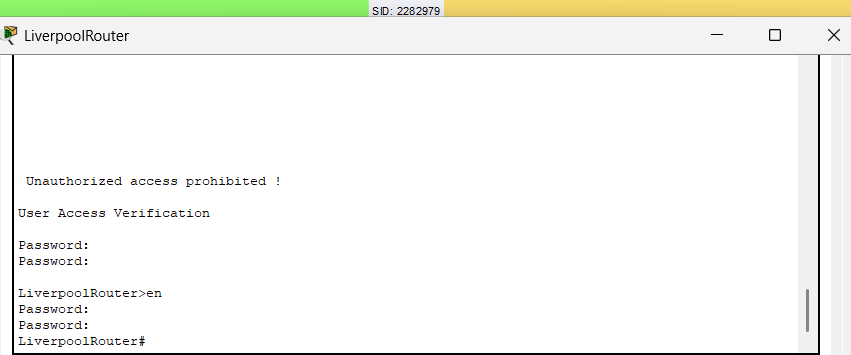 SID: 2282979
LiverpoolRouter
Unauthorized access prohibited !
User Access Verification
Password:
Password:
LiverpoolRouter>en
Password:
Password:
LiverpoolRouter#